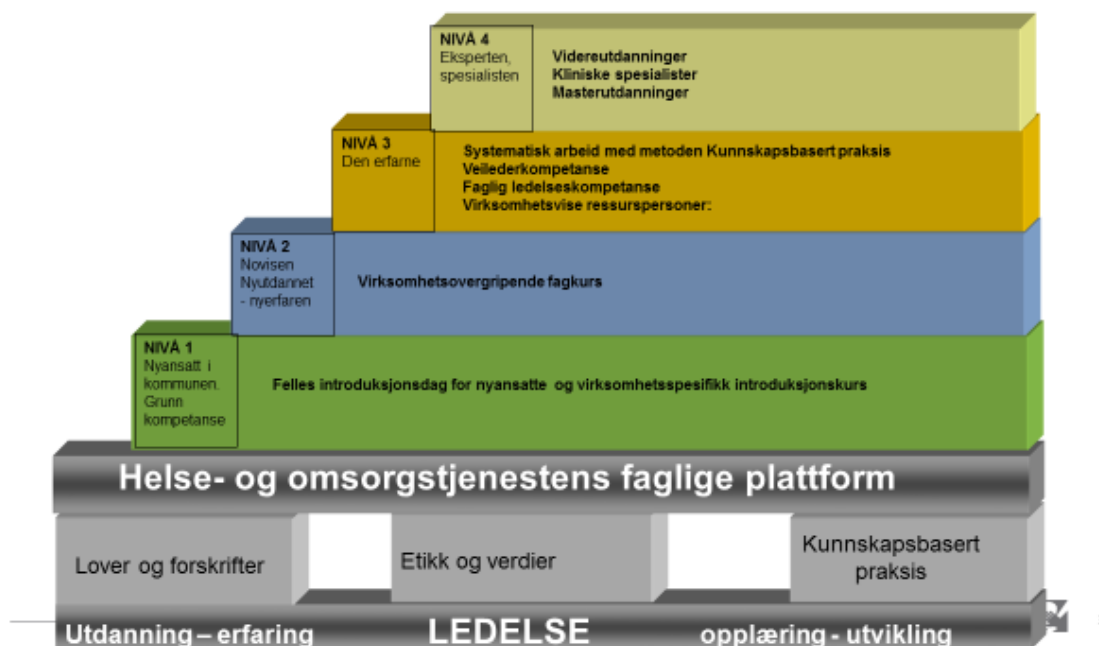 NIVÅ 4
Eksperten,
spesialisten
Videreutdanninger
Kliniske spesialister
Masterutdanninger
NIVÅ 3
Den erfarne
Systematisk arbeid med metoden Kunnskapsbasert praksis
Veilederkompetanse
Faglig ledelseskompetanse
Virksomhetsvise ressurspersoner:
NIVÅ 2
Novisen
Nyutdannet
- nyerfaren
Virksomhetsovergripende fagkurs
NIVÅ 1
Nyansatt i
kommunen.
Grunn
kompetanse
Felles introduksjonsdag for nyansatte og virksomhetsspesifikk introduksjonskurs
Helse- og omsorgstjenestens faglige plattform
Lover og forskrifter
Etikk og verdier
Kunnskapsbasert
praksis
Utdanning – erfaring
LEDELSE
opplæring - utvikling